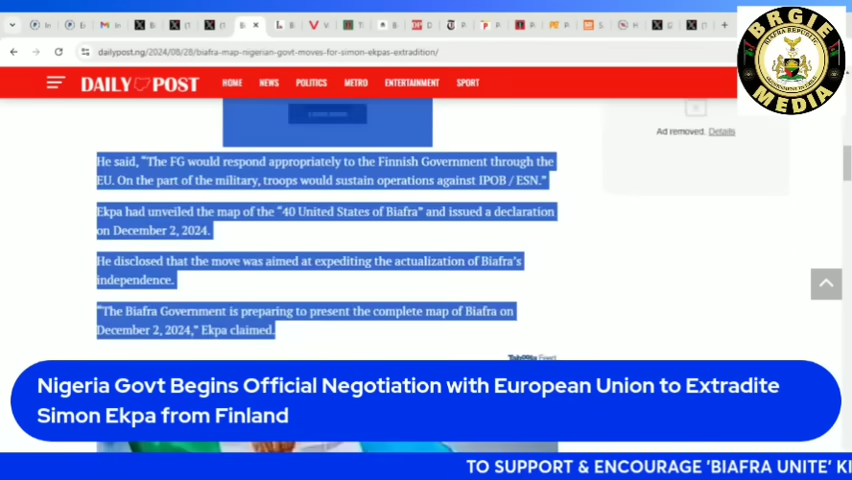 dailypost.ng/2024/08/28/biafra-map-nigerian-govt-moves-for-simon-ekpas-extradition/
BRGIE
BIAFRA REPUBLIC
GOVERNMENT IN EXILE
MEDIA
DAILY POST
HOME NEWS POLITICS METRO ENTERTAINMENT SPORT
Ad removed. Details
He said, “The FG would respond appropriately to the Finnish Government through the
EU. On the part of the military, troops would sustain operations against IPOB / ESN.”
Ekpa had unveiled the map of the “40 United States of Biafra” and issued a declaration
on December 2, 2024.
He disclosed that the move was aimed at expediting the actualization of Biafra’s
independence.
“The Biafra Government is preparing to present the complete map of Biafra on
December 2, 2024,” Ekpa claimed.
Feed
Nigeria Govt Begins Official Negotiation with European Union to Extradite
Simon Ekpa from Finland
TO SUPPORT & ENCOURAGE 'BIAFRA UNITE' KI